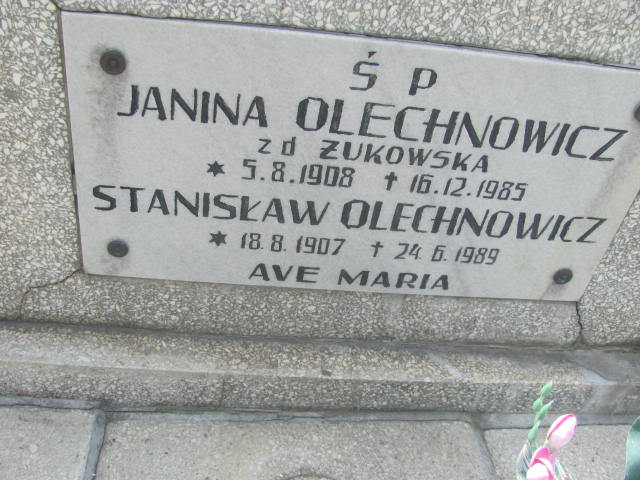 Ś P
JANINA OLECHNOWICZ
zd ŻUKOWSKA
* 5.8.1908 † 16.12.1985
STANISŁAW OLECHNOWICZ
* 18.8.1907 † 24.6.1989
AVE MARIA